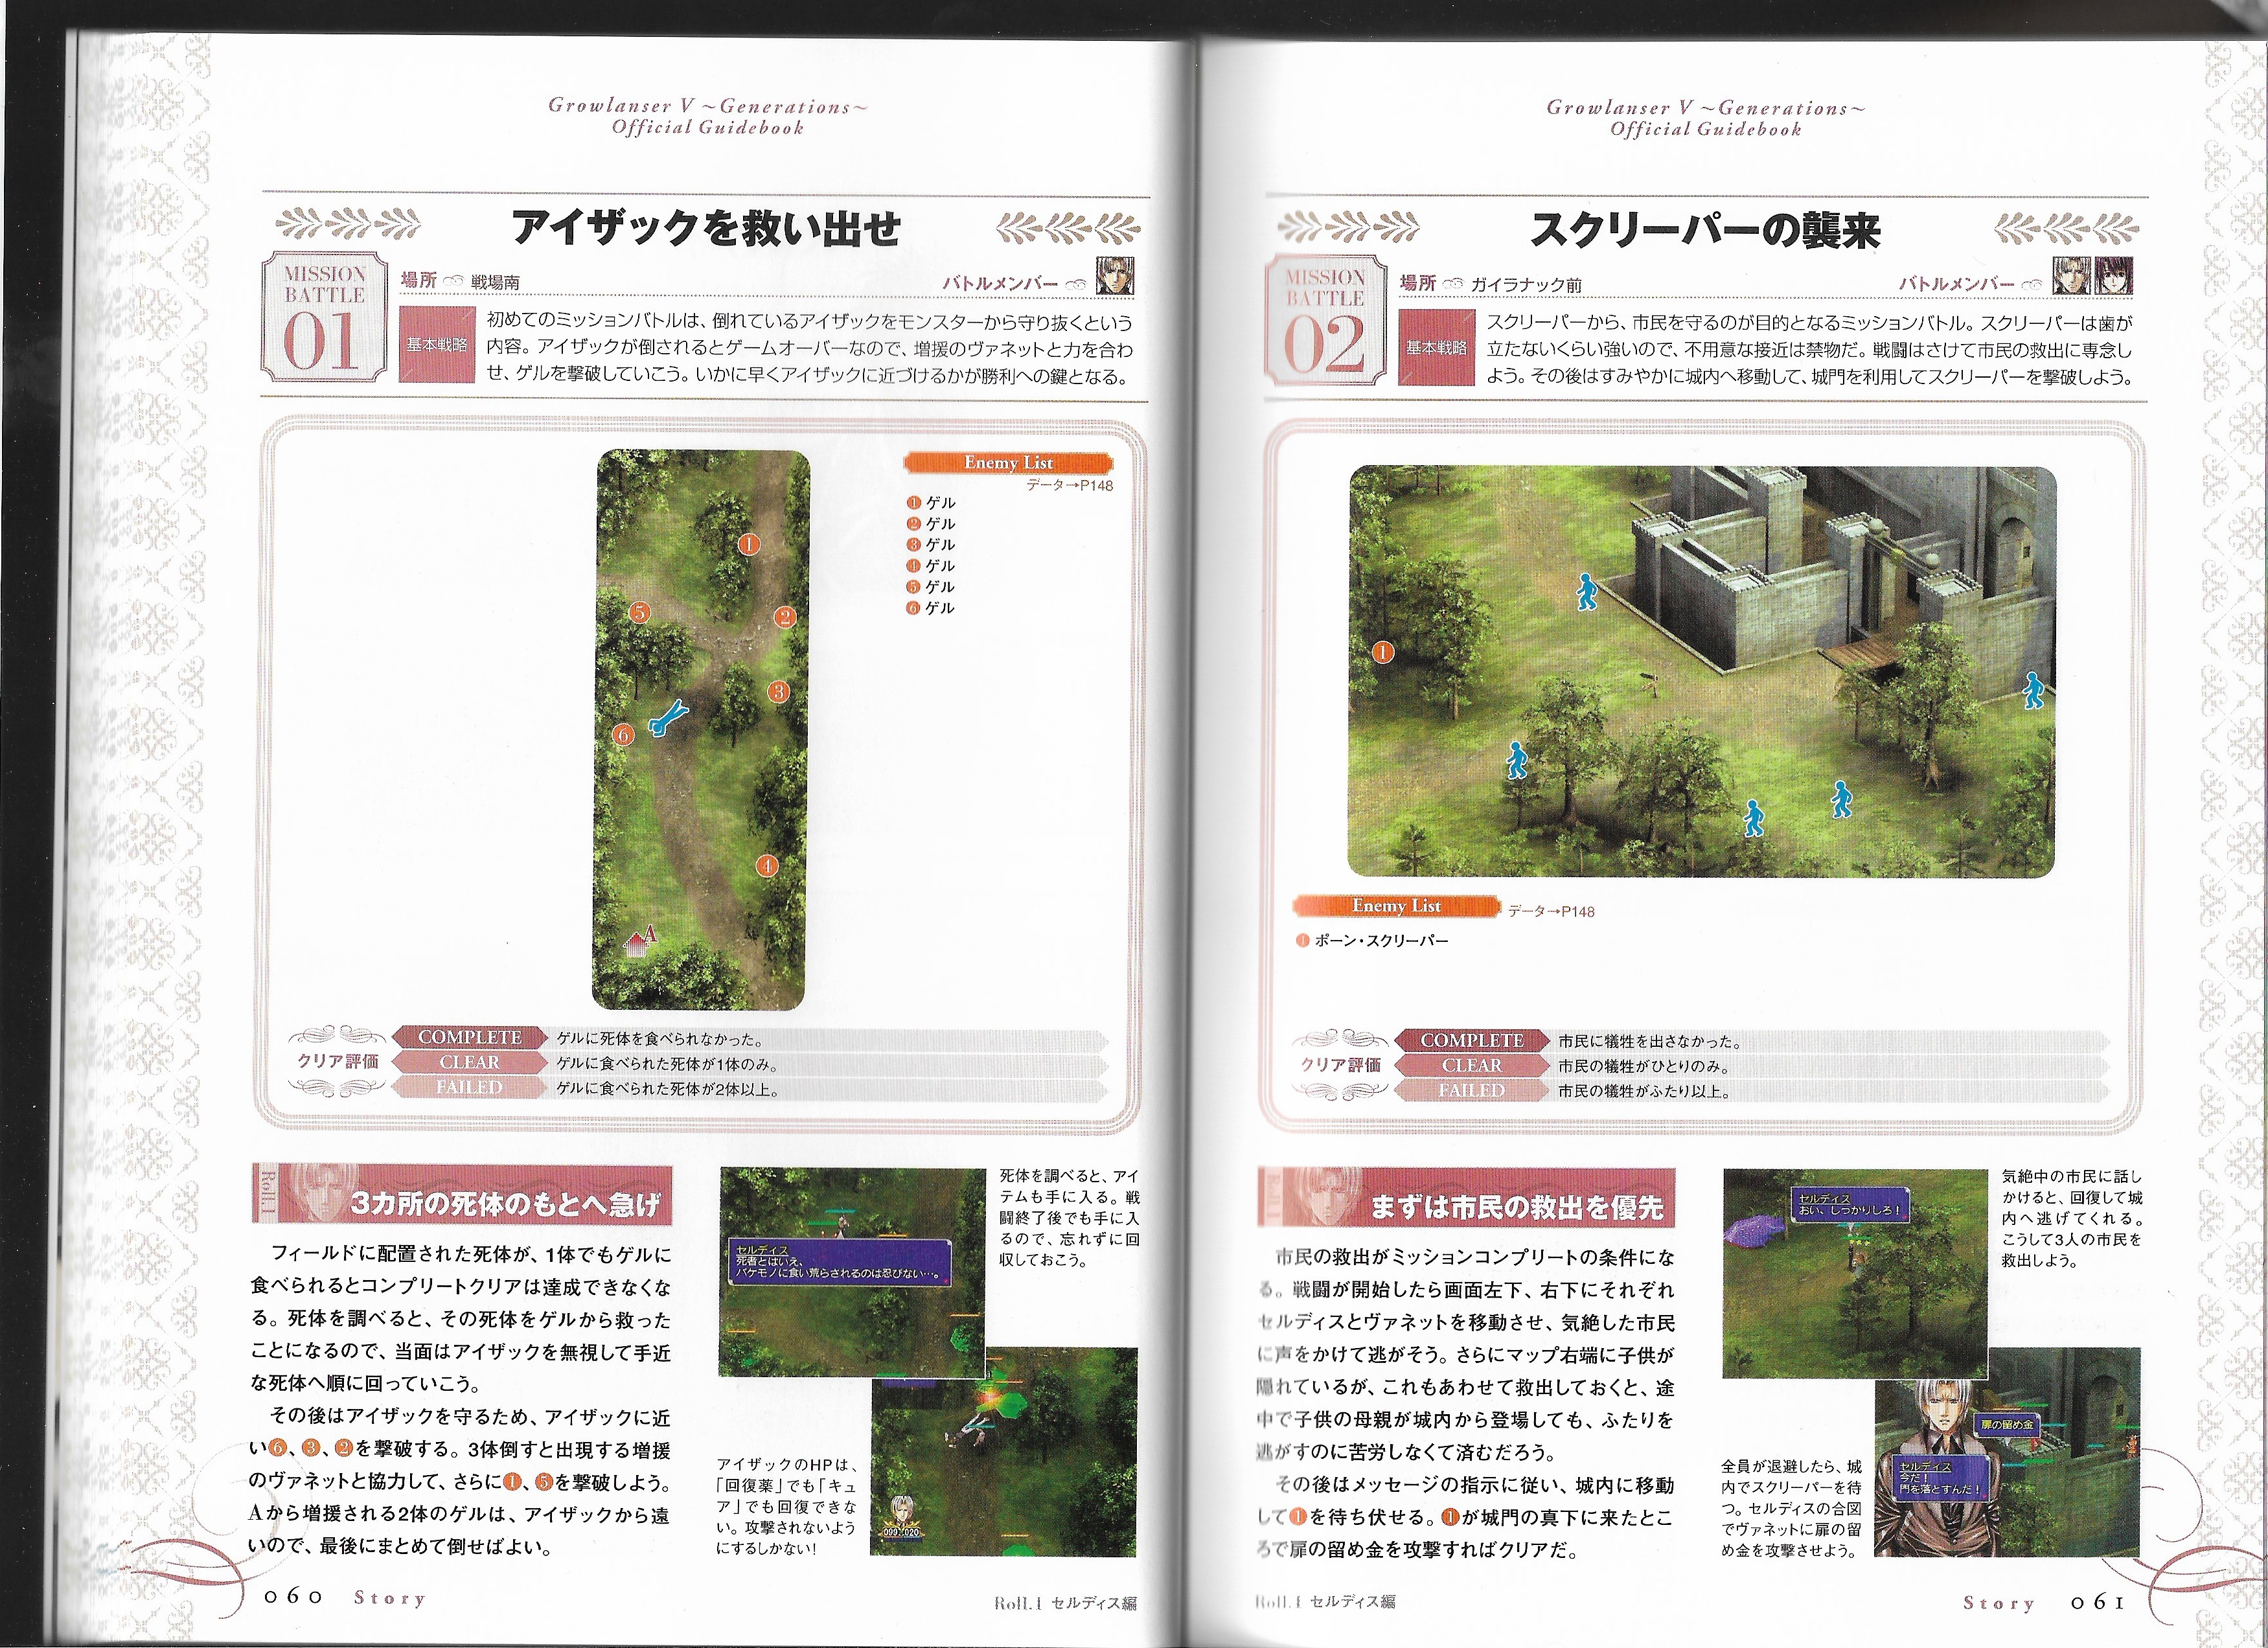 Growlanser V ~Generations~
Official Guidebook
アイザックを救い出せ
MISSION
BATTLE
01
場所 戦場南
バトルメンバー
基本戦略
初めてのミッションバトルは、倒れているアイザックをモンスターから守り抜くという
内容。アイザックが倒されるとゲームオーバーなので、増援のヴァネットと力を合わ
せ、ゲルを撃破していこう。いかに早くアイザックに近づけるかが勝利への鍵となる。
1
5
2
3
6
4
A
Enemy List
データ→P148
1 ゲル
2 ゲル
3 ゲル
4 ゲル
5 ゲル
6 ゲル
クリア評価
COMPLETE ゲルに死体を食べられなかった。
CLEAR ゲルに食べられた死体が1体のみ。
FAILED ゲルに食べられた死体が2体以上。
Roll.1
3カ所の死体のもとへ急げ
フィールドに配置された死体が、1体でもゲルに
食べられるとコンプリートクリアは達成できなくな
る。死体を調べると、その死体をゲルから救った
ことになるので、当面はアイザックを無視して手近
な死体へ順に回っていこう。
その後はアイザックを守るため、アイザックに近
い6、3、2を撃破する。3体倒すと出現する増援
のヴァネットと協力して、さらに1、5を撃破しよう。
Aから増援される2体のゲルは、アイザックから遠
いので、最後にまとめて倒せばよい。
セルディス
死者とはいえ、
バケモノに食い荒らされるのは忍びない…。
死体を調べると、アイ
テムも手に入る。戦
闘終了後でも手に入
るので、忘れずに回
収しておこう。
アイザックのHPは、
「回復薬」でも「キュ
ア」でも回復できな
い。攻撃されないよう
にするしかない!
099:020
060 Story
Roll.1 セルディス編
Growlanser V ~Generations~
Official Guidebook
スクリーパーの襲来
MISSION
BATTLE
02
場所 ガイラナック前
バトルメンバー
基本戦略
スクリーパーから、市民を守るのが目的となるミッションバトル。スクリーパーは歯が
立たないくらい強いので、不用意な接近は禁物だ。戦闘はさけて市民の救出に専念し
よう。その後はすみやかに城内へ移動して、城門を利用してスクリーパーを撃破しよう。
1
Enemy List データ→P148
1 ポーン・スクリーパー
クリア評価
COMPLETE 市民に犠牲を出さなかった。
CLEAR 市民の犠牲がひとりのみ。
FAILED 市民の犠牲がふたり以上。
Roll.1
まずは市民の救出を優先
市民の救出がミッションコンプリートの条件にな
る。戦闘が開始したら画面左下、右下にそれぞれ
セルディスとヴァネットを移動させ、気絶した市民
に声をかけて逃がそう。さらにマップ右端に子供が
隠れているが、これもあわせて救出しておくと、途
中で子供の母親が城内から登場しても、ふたりを
逃がすのに苦労しなくて済むだろう。
その後はメッセージの指示に従い、城内に移動
して1を待ち伏せる。1が城門の真下に来たとこ
ろで扉の留め金を攻撃すればクリアだ。
セルディス
おい、しっかりしろ!
気絶中の市民に話し
かけると、回復して城
内へ逃げてくれる。
こうして3人の市民を
救出しよう。
扉の留め金
セルディス
今だ!
門を落とすんだ!
全員が退避したら、城
内でスクリーパーを待
つ。セルディスの合図
でヴァネットに扉の留
め金を攻撃させよう。
Roll.1 セルディス編
Story 061